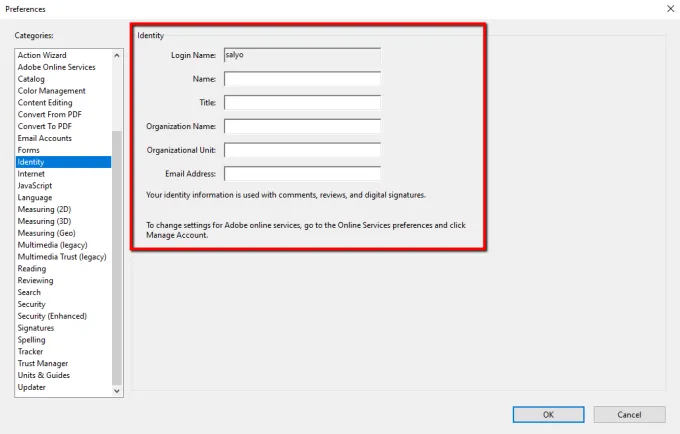 Preferences
Categories:
Action Wizard
Adobe Online Services
Catalog
Color Management
Content Editing
Convert From PDF
Convert To PDF
Email Accounts
Forms
Identity
Internet
JavaScript
Language
Measuring (2D)
Measuring (3D)
Measuring (Geo)
Multimedia (legacy)
Multimedia Trust (legacy)
Reading
Reviewing
Search
Security
Security (Enhanced)
Signatures
Spelling
Tracker
Trust Manager
Units & Guides
Updater
Identity
Login Name: salyo
Name:
Title:
Organization Name:
Organizational Unit:
Email Address:
Your identity information is used with comments, reviews, and digital signatures.
To change settings for Adobe online services, go to the Online Services preferences and click
Manage Account.
OK Cancel